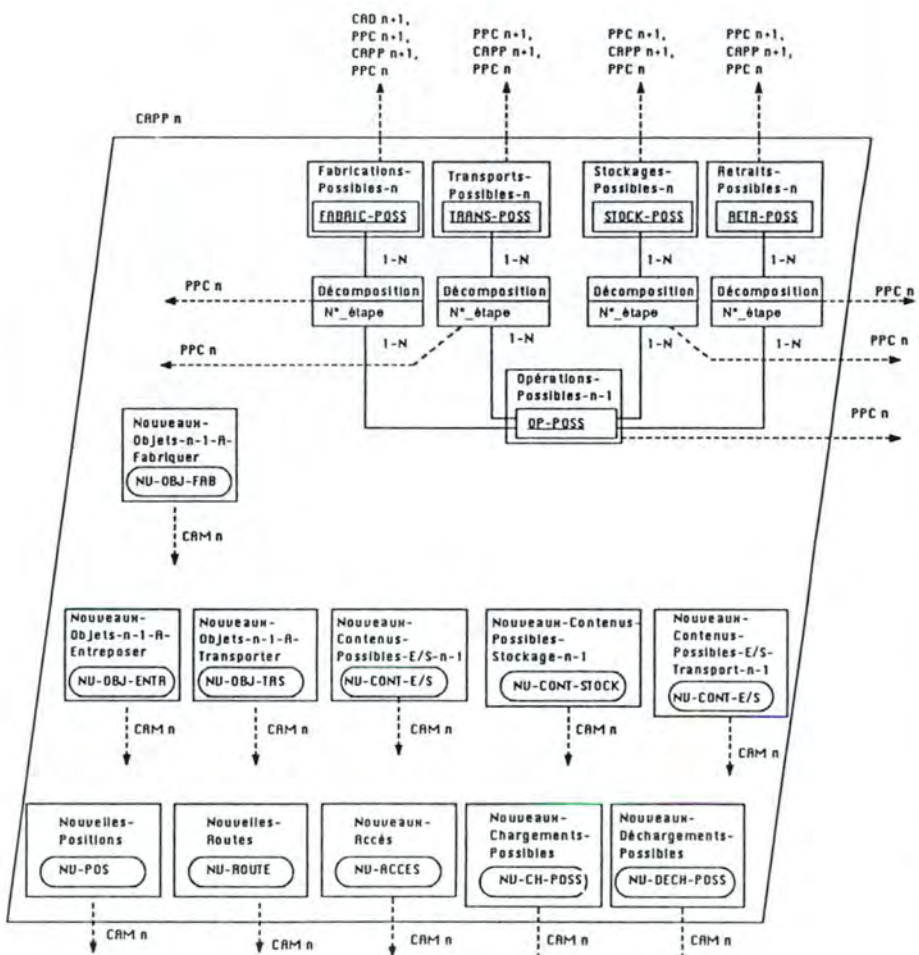 CAD n+1,
PPC n+1,
CAPP n+1,
PPC n
PPC n+1,
CAPP n+1,
PPC n
PPC n+1,
CAPP n+1,
PPC n
PPC n+1,
CAPP n+1,
PPC n
CAPP n
Fabrications-
Possibles-n
FABRIC-POSS
Transports-
Possibles-n
TRANS-POSS
Stockages-
Possibles-n
STOCK-POSS
Retraits-
Possibles-n
RETR-POSS
1-N
1-N
1-N
1-N
Décomposition
N°_étape
Décomposition
N°_étape
Décomposition
N°_étape
Décomposition
N°_étape
PPC n
PPC n
1-N
1-N
1-N
1-N
PPC n
PPC n
Opérations-
Possibles-n-1
OP-POSS
PPC n
Nouveaux-
Objets-n-1-A-
Fabriquer
NU-OBJ-FAB
CAM n
Nouveaux-
Objets-n-1-A-
Entreposer
NU-OBJ-ENTR
Nouveaux-
Objets-n-1-A-
Transporter
NU-OBJ-TRS
Nouveaux-
Contenus-
Possibles-E/S-n-1
NU-CONT-E/S
Nouveaux-Contenus-
Possibles-
Stockage-n-1
NU-CONT-STOCK
Nouveaux-
Contenus-
Possibles-E/S-
Transport-n-1
NU-CONT-E/S
CAM n
CAM n
CAM n
CAM n
CAM n
Nouvelles-
Positions
NU-POS
Nouvelles-
Routes
NU-ROUTE
Nouveaux-
Accés
NU-ACCES
Nouveaux-
Chargements-
Possibles
NU-CH-POSS
Nouveaux-
Déchargements-
Possibles
NU-DECH-POSS
CAM n
CAM n
CAM n
CAM n
CAM n